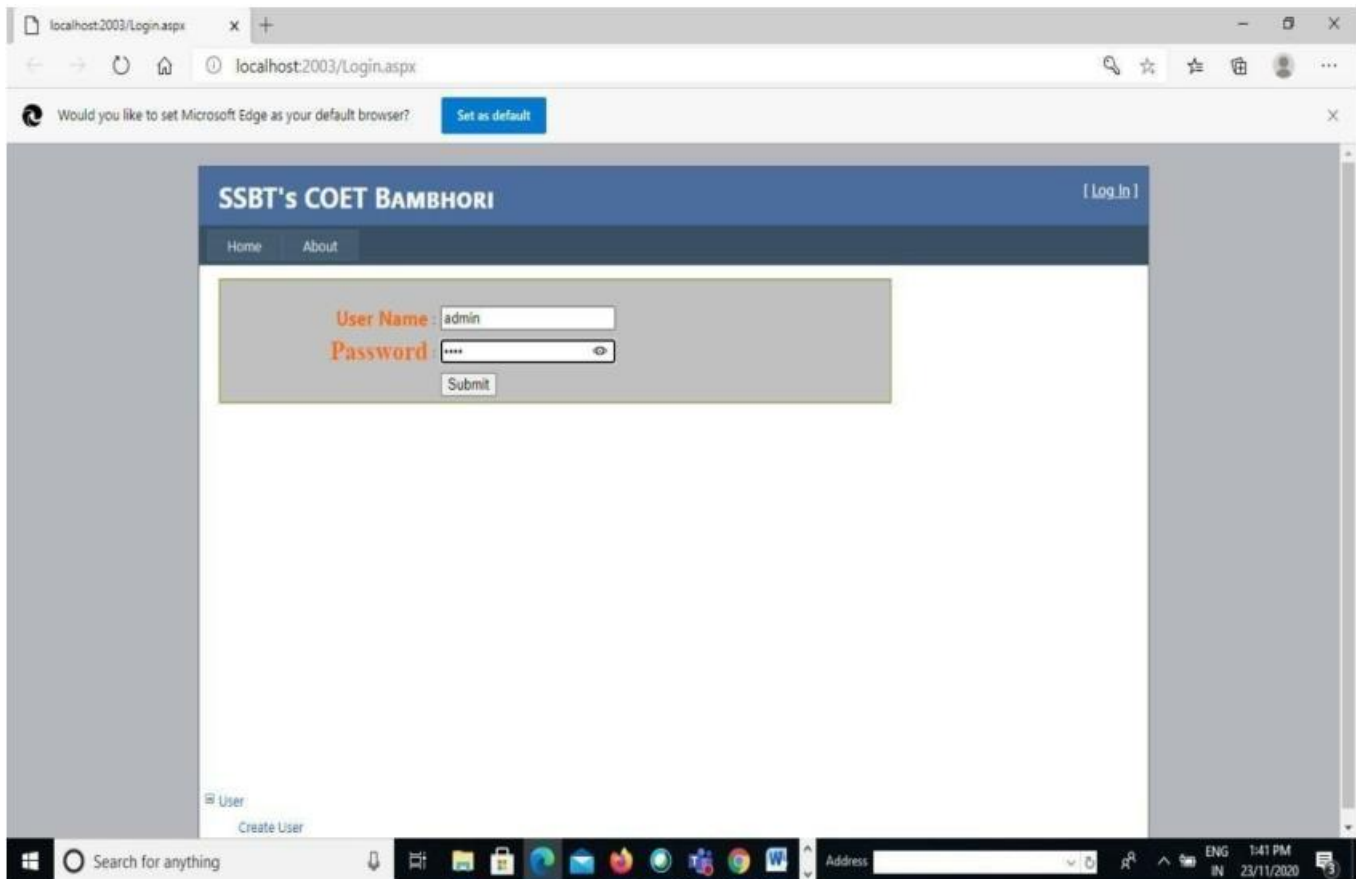 localhost:2003/Login.aspx
localhost:2003/Login.aspx
Would you like to set Microsoft Edge as your default browser? Set as default
SSBT's COET BAMBHORI
[ Log In ]
Home About
User Name : admin
Password : ••••
Submit
User
Create User
Search for anything
Address
ENG 1:41 PM
IN 23/11/2020
3